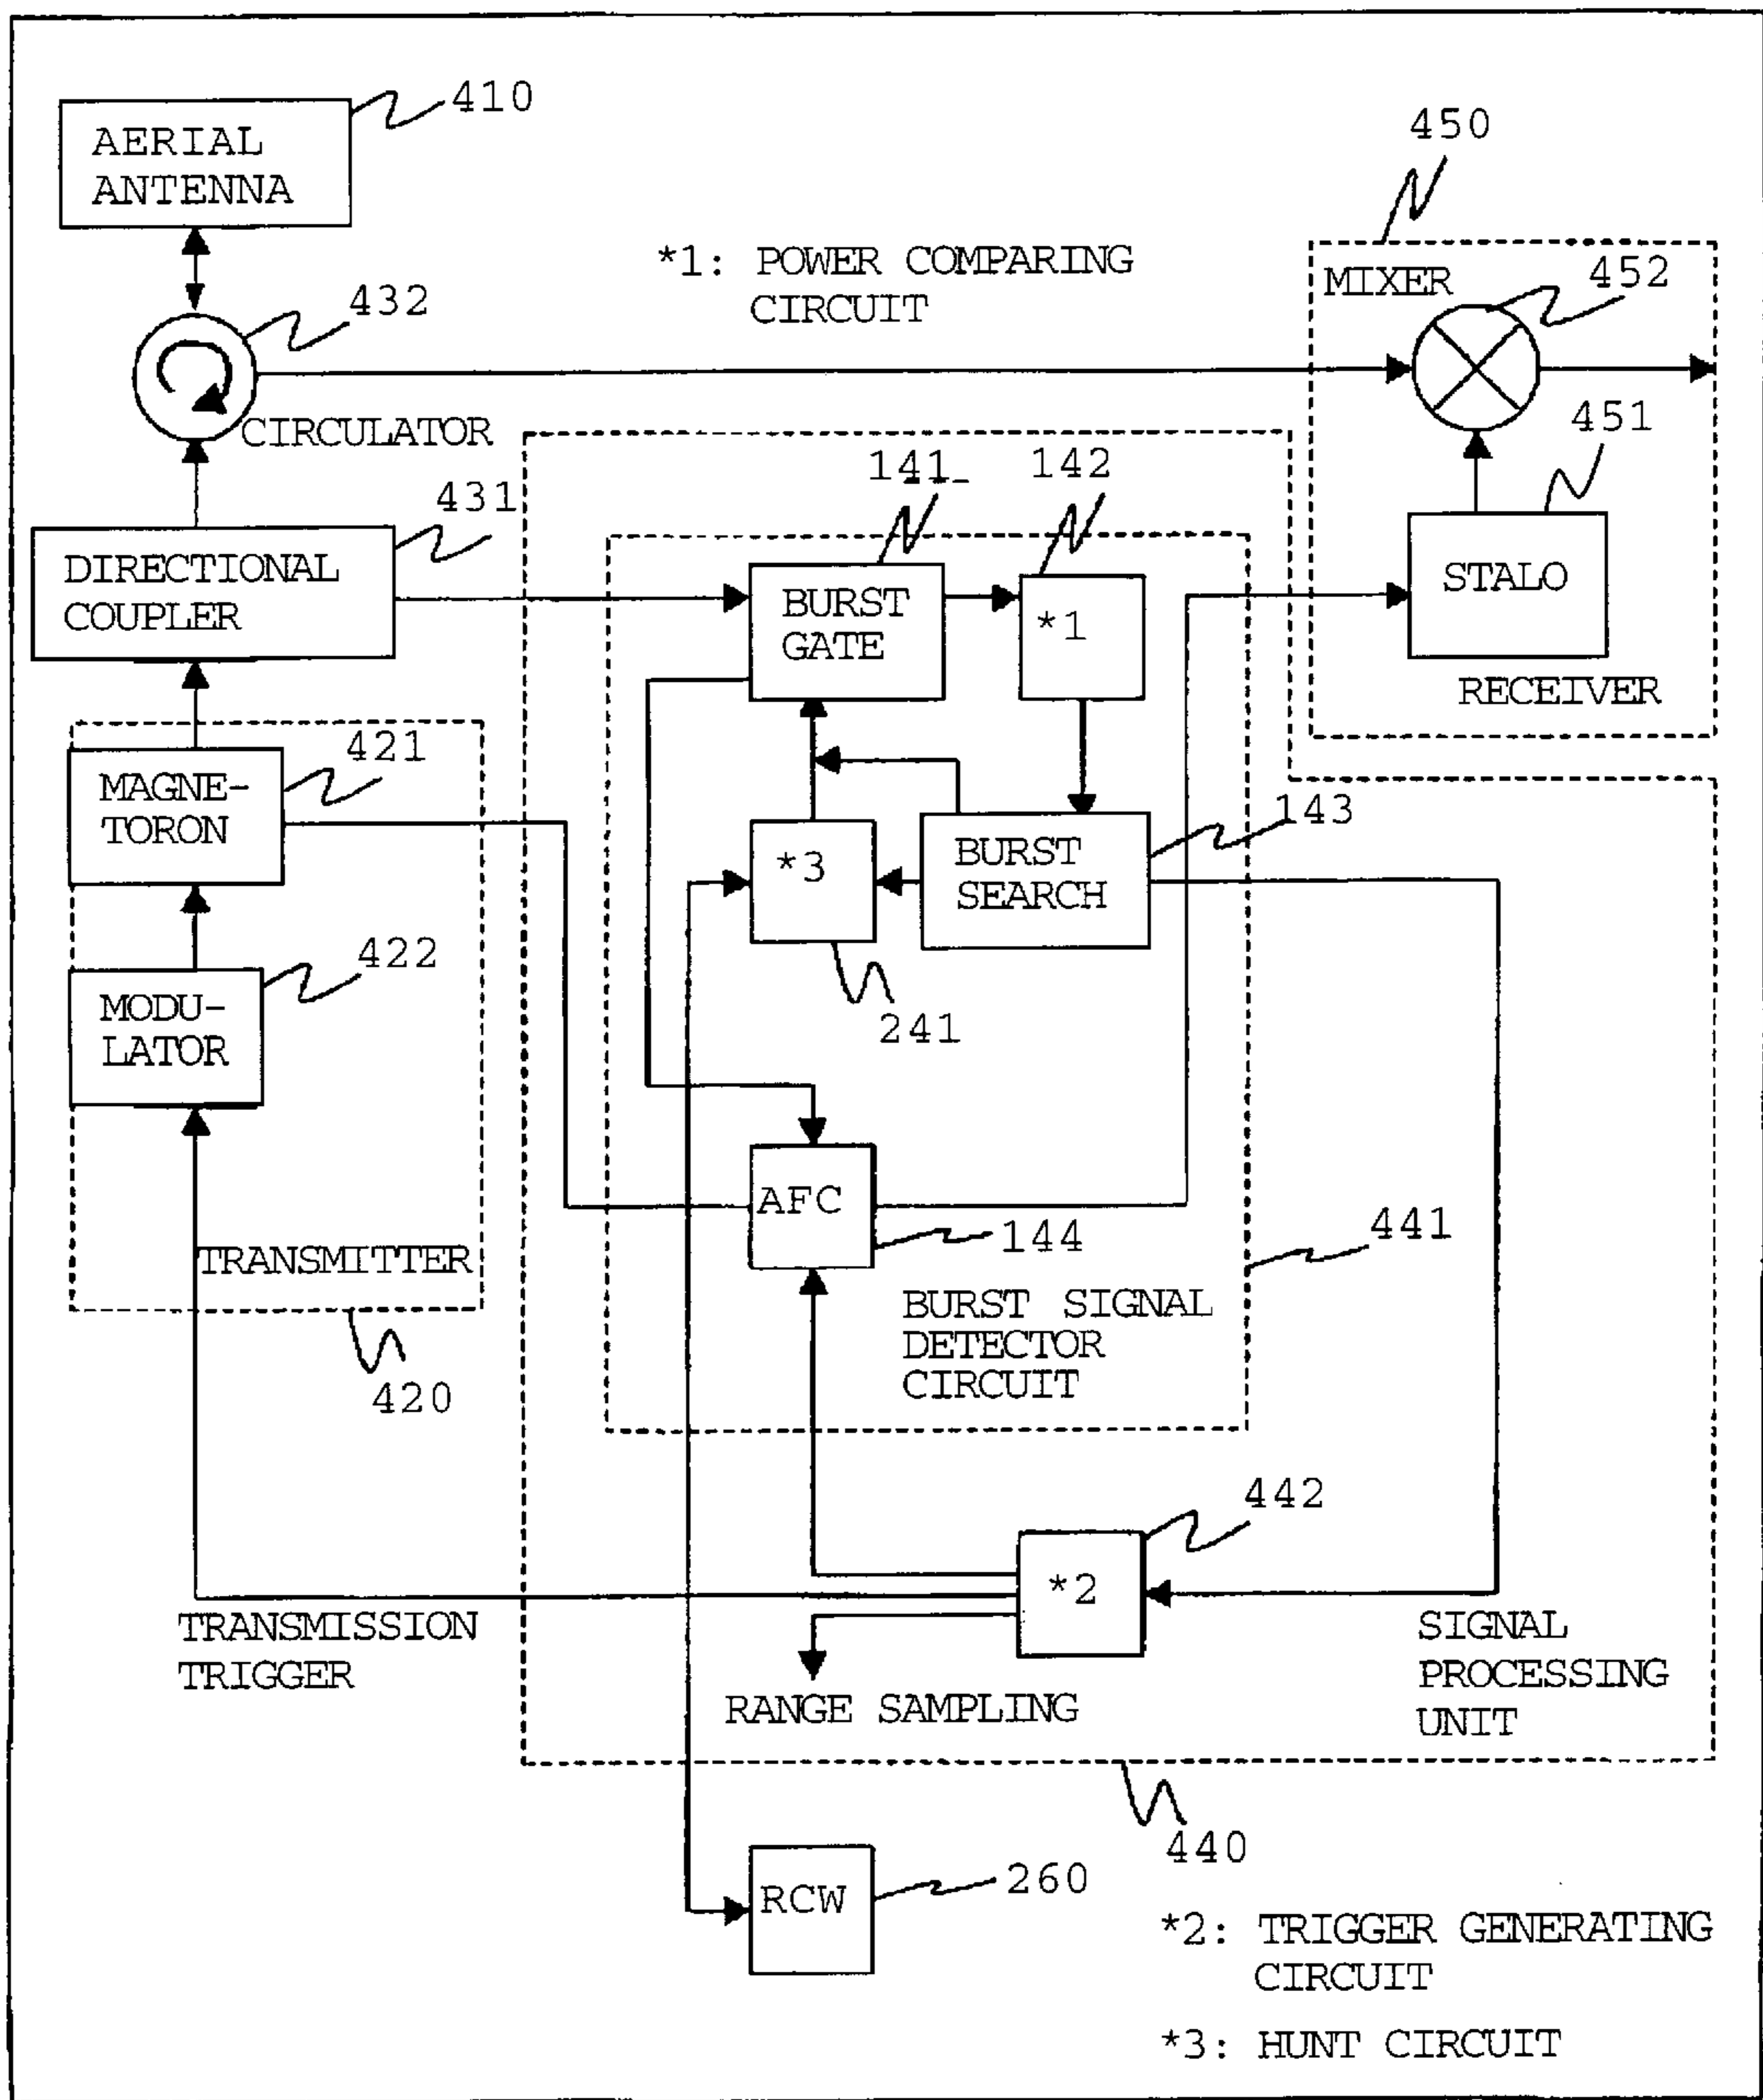 410
AERIAL
ANTENNA
450
*1: POWER COMPARING
CIRCUIT
MIXER
452
432
CIRCULATOR
451
141
142
431
DIRECTIONAL
COUPLER
BURST
GATE
*1
STALO
RECEIVER
421
MAGNE-
TORON
143
*3
BURST
SEARCH
422
MODU-
LATOR
241
AFC
144
441
TRANSMITTER
BURST SIGNAL
DETECTOR
CIRCUIT
420
442
*2
TRANSMISSION
TRIGGER
SIGNAL
PROCESSING
UNIT
RANGE SAMPLING
440
RCW
260
*2: TRIGGER GENERATING
CIRCUIT
*3: HUNT CIRCUIT